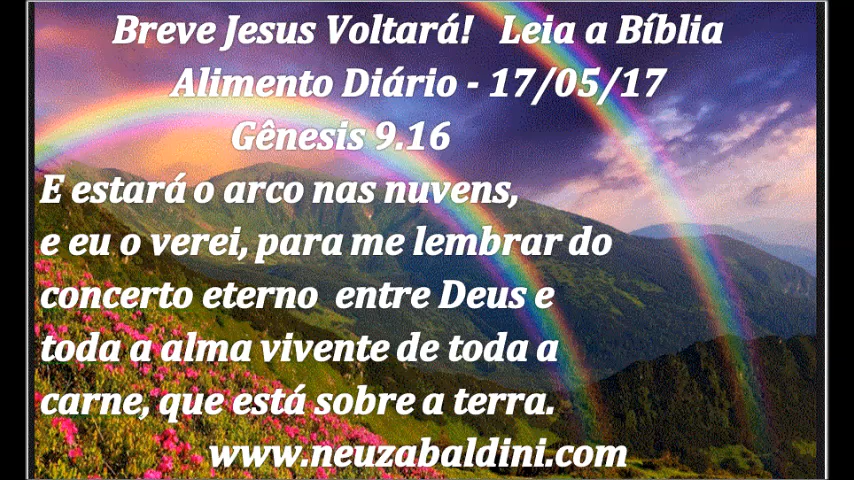 Breve Jesus Voltará!   Leia a Bíblia
Alimento Diário - 17/05/17
Gênesis 9.16
E estará o arco nas nuvens,
e eu o verei, para me lembrar do
concerto eterno  entre Deus e
toda a alma vivente de toda a
carne, que está sobre a terra.
www.neuzabaldini.com